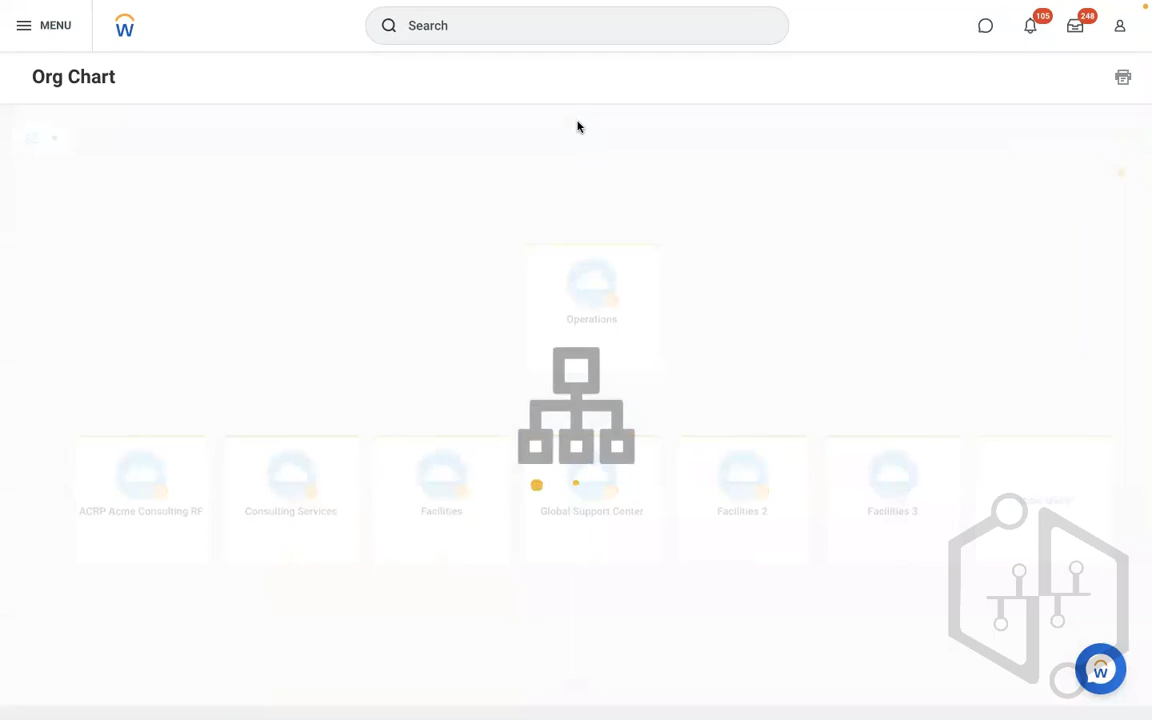 MENU
Search
105
248
Org Chart
Operations
ACRP Acme Consulting RF
Consulting Services
Facilities
Global Support Center
Facilities 2
Facilities 3